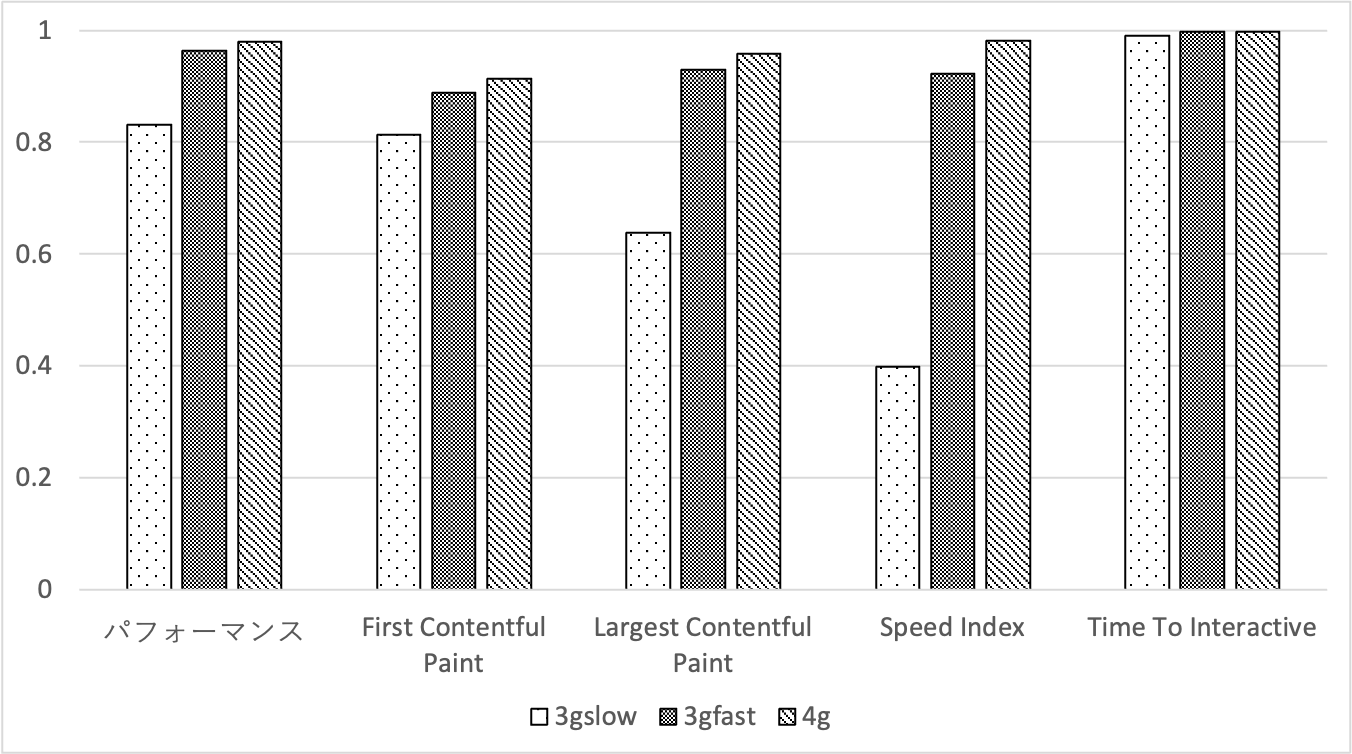 1
0.8
0.6
0.4
0.2
0
パフォーマンス
First Contentful
Paint
Largest Contentful
Paint
Speed Index
Time To Interactive
3gslow 3gfast 4g